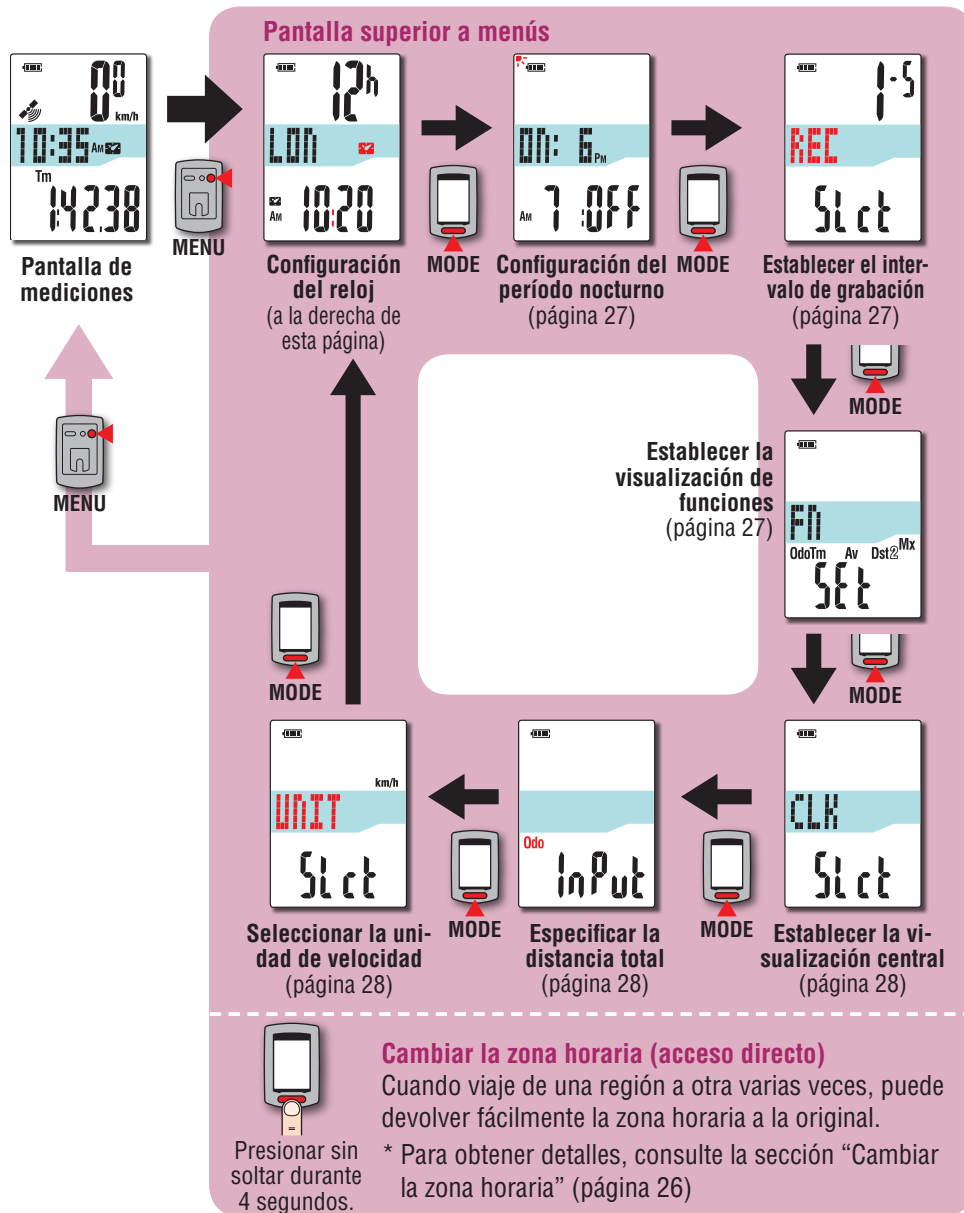 Pantalla superior a menús
0 0
km/h
10:35 AM
Tm
1:42.38
Pantalla de
mediciones
MENU
12h
LON
AM 10:20
Configuración
del reloj
(a la derecha de
esta página)
MODE
ON: 6 PM
AM 7 :OFF
Configuración del
período nocturno
(página 27)
MODE
1-S
REC
Slct
Establecer el inter-
valo de grabación
(página 27)
MODE
Establecer la
visualización de
funciones
(página 27)
FN
OdoTm Av Dst2 Mx
SEt
MODE
CLK
Slct
Establecer la vi-
sualización central
(página 28)
MODE
Odo
InPut
Especificar la
distancia total
(página 28)
MODE
km/h
UNIT
Slct
Seleccionar la uni-
dad de velocidad
(página 28)
MODE
MENU
Presionar sin
soltar durante
4 segundos.
Cambiar la zona horaria (acceso directo)
Cuando viaje de una región a otra varias veces, puede
devolver fácilmente la zona horaria a la original.
* Para obtener detalles, consulte la sección “Cambiar
la zona horaria” (página 26)